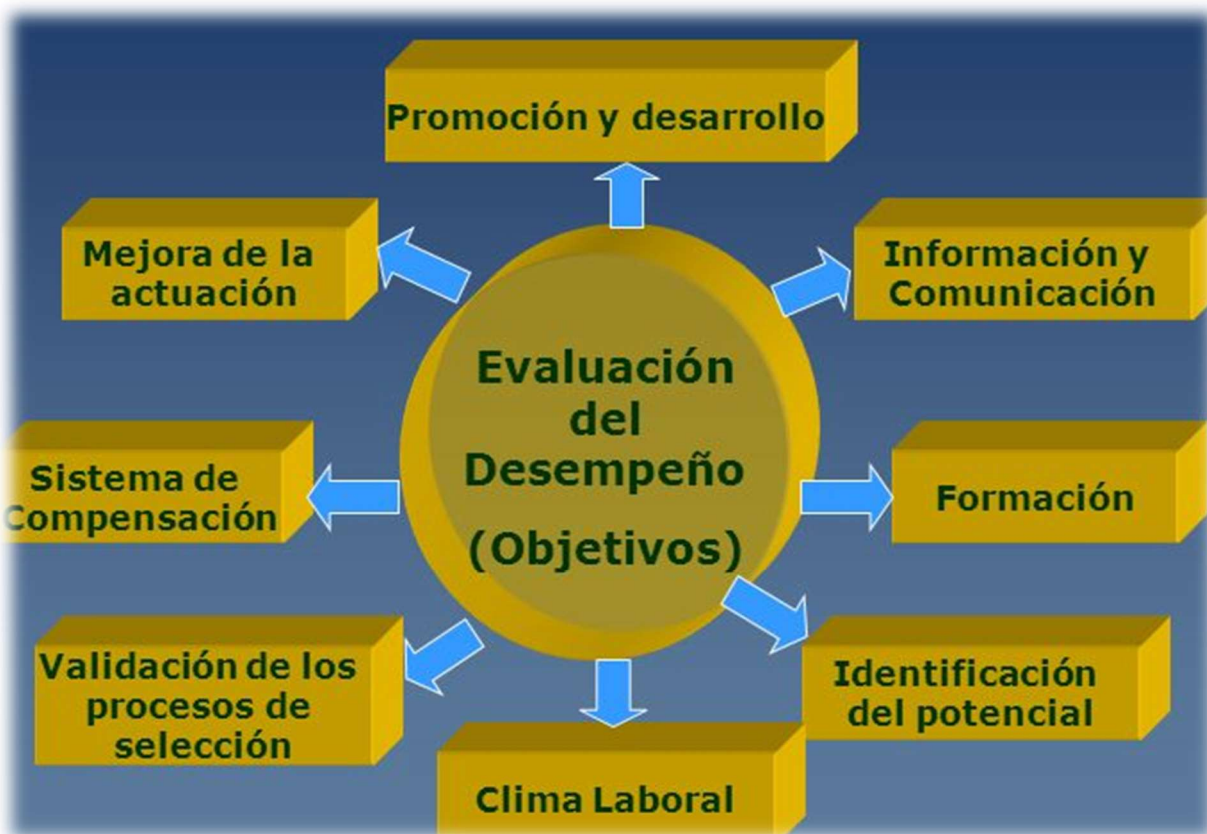 Promoción y desarrollo
Mejora de la
actuación
Información y
Comunicación
Evaluación
del
Desempeño
(Objetivos)
Sistema de
Compensación
Formación
Validación de los
procesos de
selección
Identificación
del potencial
Clima Laboral